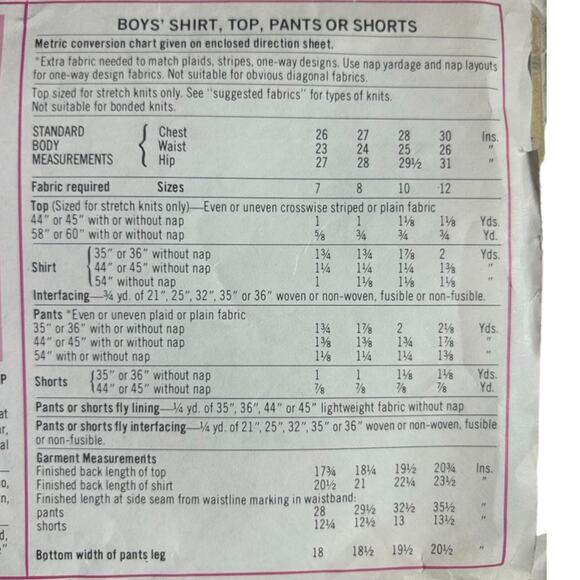 BOYS' SHIRT, TOP, PANTS OR SHORTS
Metric conversion chart given on enclosed direction sheet.
*Extra fabric needed to match plaids, stripes, one-way designs. Use nap yardage and nap layouts
for one-way design fabrics. Not suitable for obvious diagonal fabrics.
Top sized for stretch knits only. See "suggested fabrics" for types of knits.
Not suitable for bonded knits.
STANDARD { Chest 26 27 28 30 Ins.
BODY Waist 23 24 25 26 "
MEASUREMENTS Hip 27 28 29½ 31 "
Fabric required Sizes 7 8 10 12
Top (Sized for stretch knits only)—Even or uneven crosswise striped or plain fabric
44" or 45" with or without nap 1 1 1⅛ 1⅛ Yds.
58" or 60" with or without nap ⅝ ¾ ¾ ¾ Yd.
35" or 36" without nap 1¾ 1¾ 1⅞ 2 Yds.
Shirt { 44" or 45" without nap 1¼ 1¼ 1¼ 1⅜ "
54" without nap 1 1⅛ 1⅛ 1⅛ "
Interfacing—¾ yd. of 21", 25", 32", 35" or 36" woven or non-woven, fusible or non-fusible.
Pants *Even or uneven plaid or plain fabric
35" or 36" with or without nap 1¾ 1⅞ 2 2⅛ Yds.
44" or 45" with or without nap 1⅜ 1⅜ 1¾ 1⅞ "
54" with or without nap 1⅛ 1¼ 1¼ 1⅜ "
Shorts { 35" or 36" without nap 1 1 1⅛ 1⅛ Yds.
44" or 45" without nap ⅞ ⅞ ⅞ ⅞ Yd.
Pants or shorts fly lining—¼ yd. of 35", 36", 44" or 45" lightweight fabric without nap
Pants or shorts fly interfacing—¼ yd. of 21", 25", 32", 35" or 36" woven or non-woven, fusible
or non-fusible.
Garment Measurements
Finished back length of top 17¾ 18¼ 19½ 20¾ Ins.
Finished back length of shirt 20½ 21 22¼ 23½ "
Finished length at side seam from waistline marking in waistband:
pants 28 29½ 32½ 35½ "
shorts 12¼ 12½ 13 13½ "
Bottom width of pants leg 18 18½ 19½ 20½ "